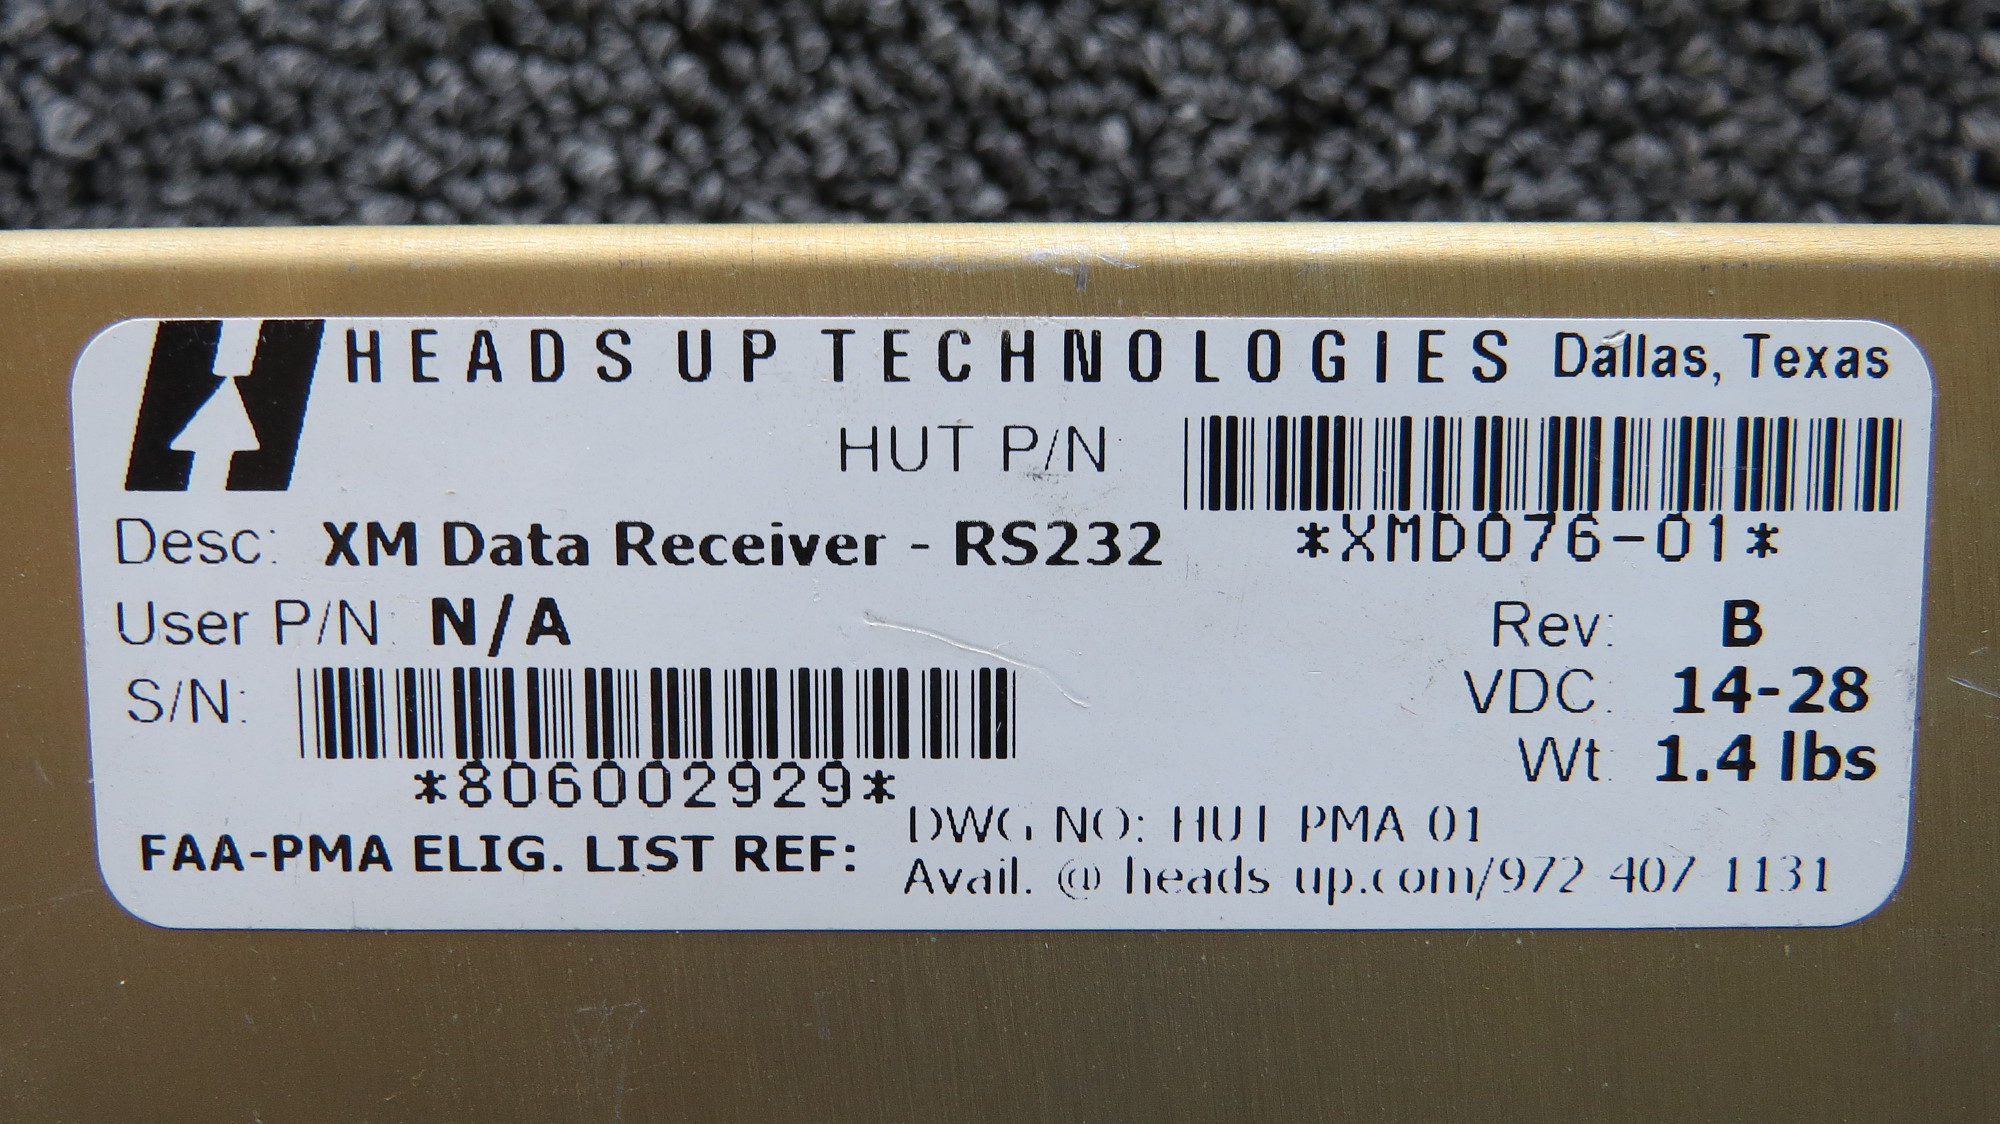 HEADS UP TECHNOLOGIES Dallas, Texas
HUT P/N:
*XMD076-01*
Desc: XM Data Receiver - RS232
User P/N: N/A
Rev: B
S/N:
*806002929*
VDC: 14-28
Wt: 1.4 lbs
FAA-PMA ELIG. LIST REF:
DWG NO: HUT PMA 01
Avail. @ heads up.com/972 407 1131